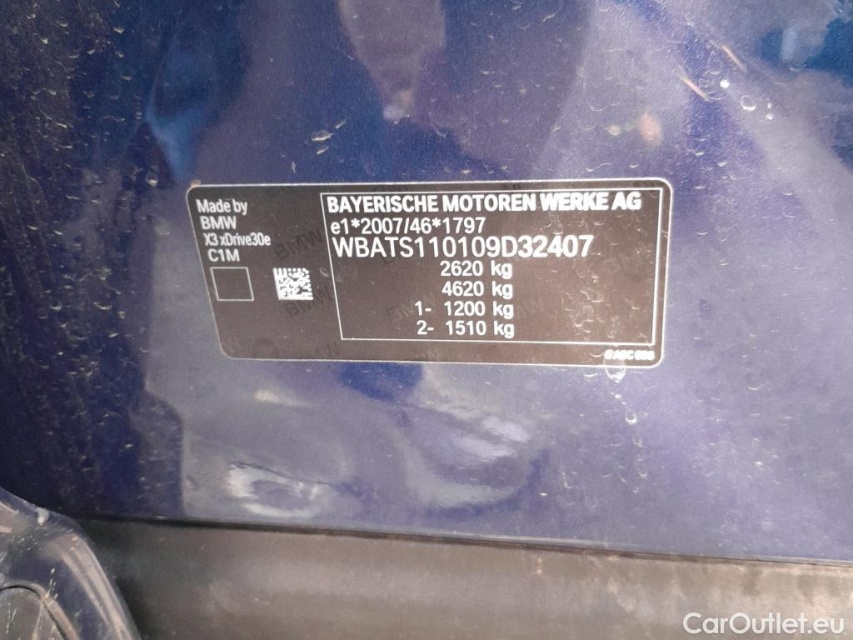 Made by
BMW
X3 xDrive30e
C1M
BAYERISCHE MOTOREN WERKE AG
e1*2007/46*1797
WBATS110109D32407
2620 kg
4620 kg
1- 1200 kg
2- 1510 kg
CarOutlet.eu